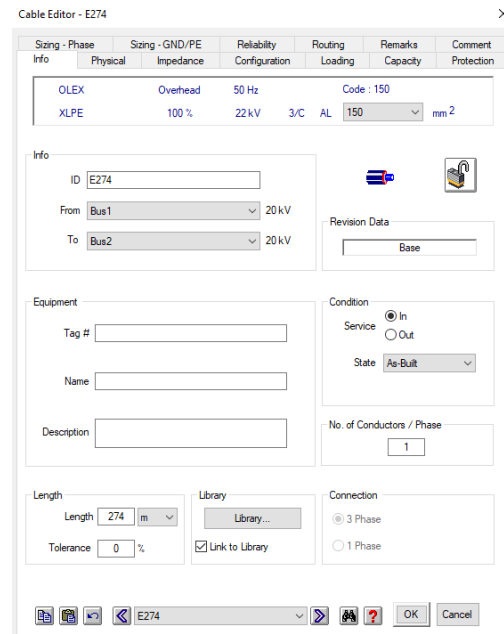 Cable Editor - E274
Sizing - Phase Sizing - GND/PE Reliability Routing Remarks Comment
Info Physical Impedance Configuration Loading Capacity Protection
OLEX Overhead 50 Hz Code : 150
XLPE 100 % 22 kV 3/C AL 150 mm 2
Info
ID E274
From Bus1 20 kV
To Bus2 20 kV
Revision Data
Base
Equipment
Tag #
Name
Description
Condition
Service In
Out
State As-Built
No. of Conductors / Phase
1
Length
Length 274 m
Tolerance 0 %
Library
Library...
Link to Library
Connection
3 Phase
1 Phase
E274 ? OK Cancel